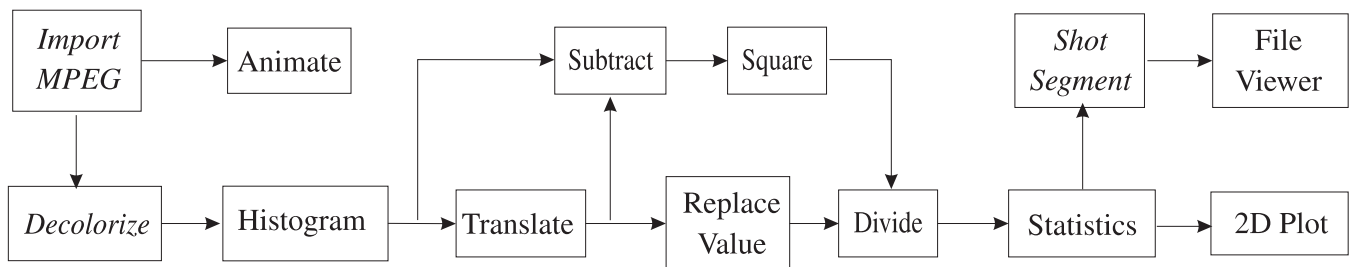 Import
MPEG
Animate
Subtract
Square
Shot
Segment
File
Viewer
Decolorize
Histogram
Translate
Replace
Value
Divide
Statistics
2D Plot